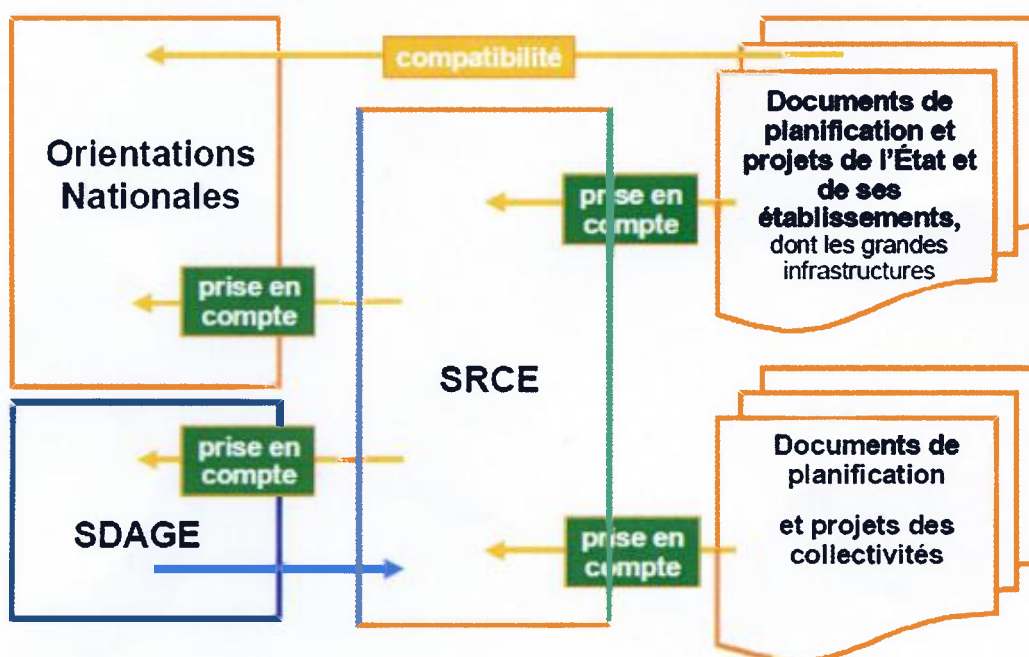 compatibilité
Orientations
Nationales
prise en
compte
prise en
compte
SDAGE
SRCE
prise en
compte
prise en
compte
Documents de
planification et
projets de l'État et
de ses
établissements,
dont les grandes
infrastructures
Documents de
planification
et projets des
collectivités